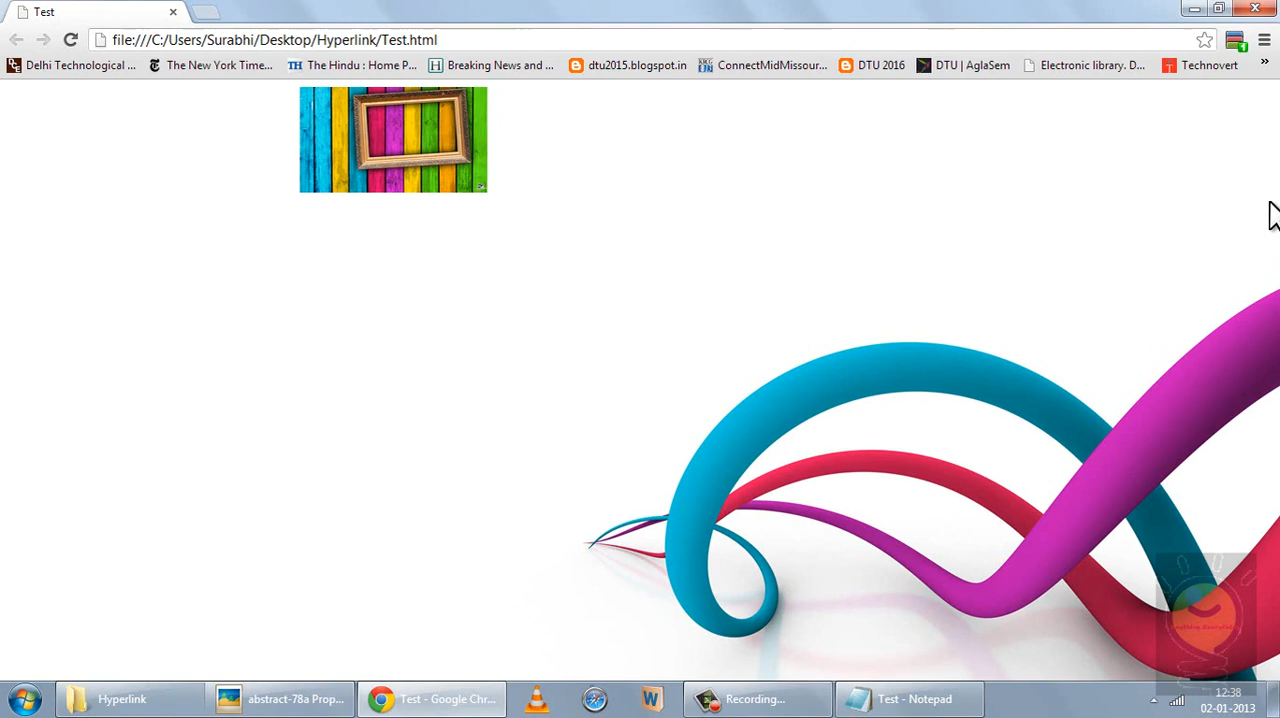 Test
file:///C:/Users/Surabhi/Desktop/Hyperlink/Test.html
Delhi Technological ... The New York Time... TH The Hindu : Home P... H Breaking News and ... dtu2015.blogspot.in ConnectMidMissour... DTU 2016 DTU | AglaSem Electronic library. D... T Technovert »
Hyperlink abstract-78a Prop... Test - Google Chr... W Recording... Test - Notepad
12:38
02-01-2013